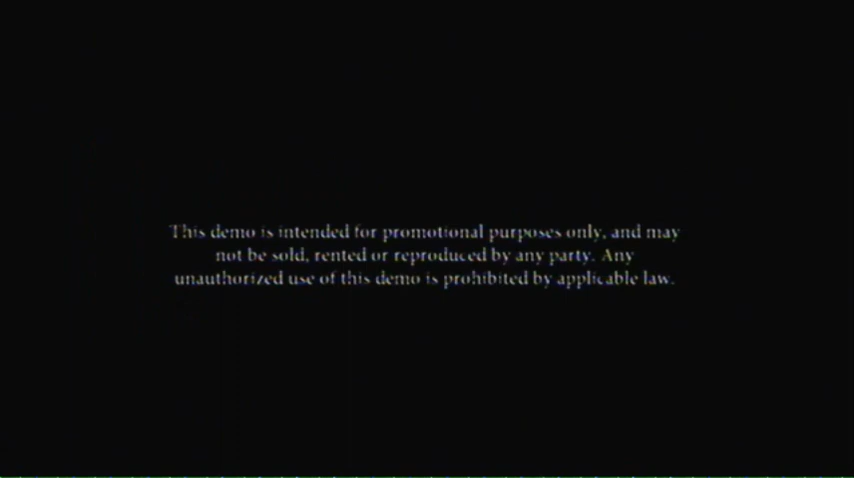 This demo is intended for promotional purposes only, and may
not be sold, rented or reproduced by any party. Any
unauthorized use of this demo is prohibited by applicable law.